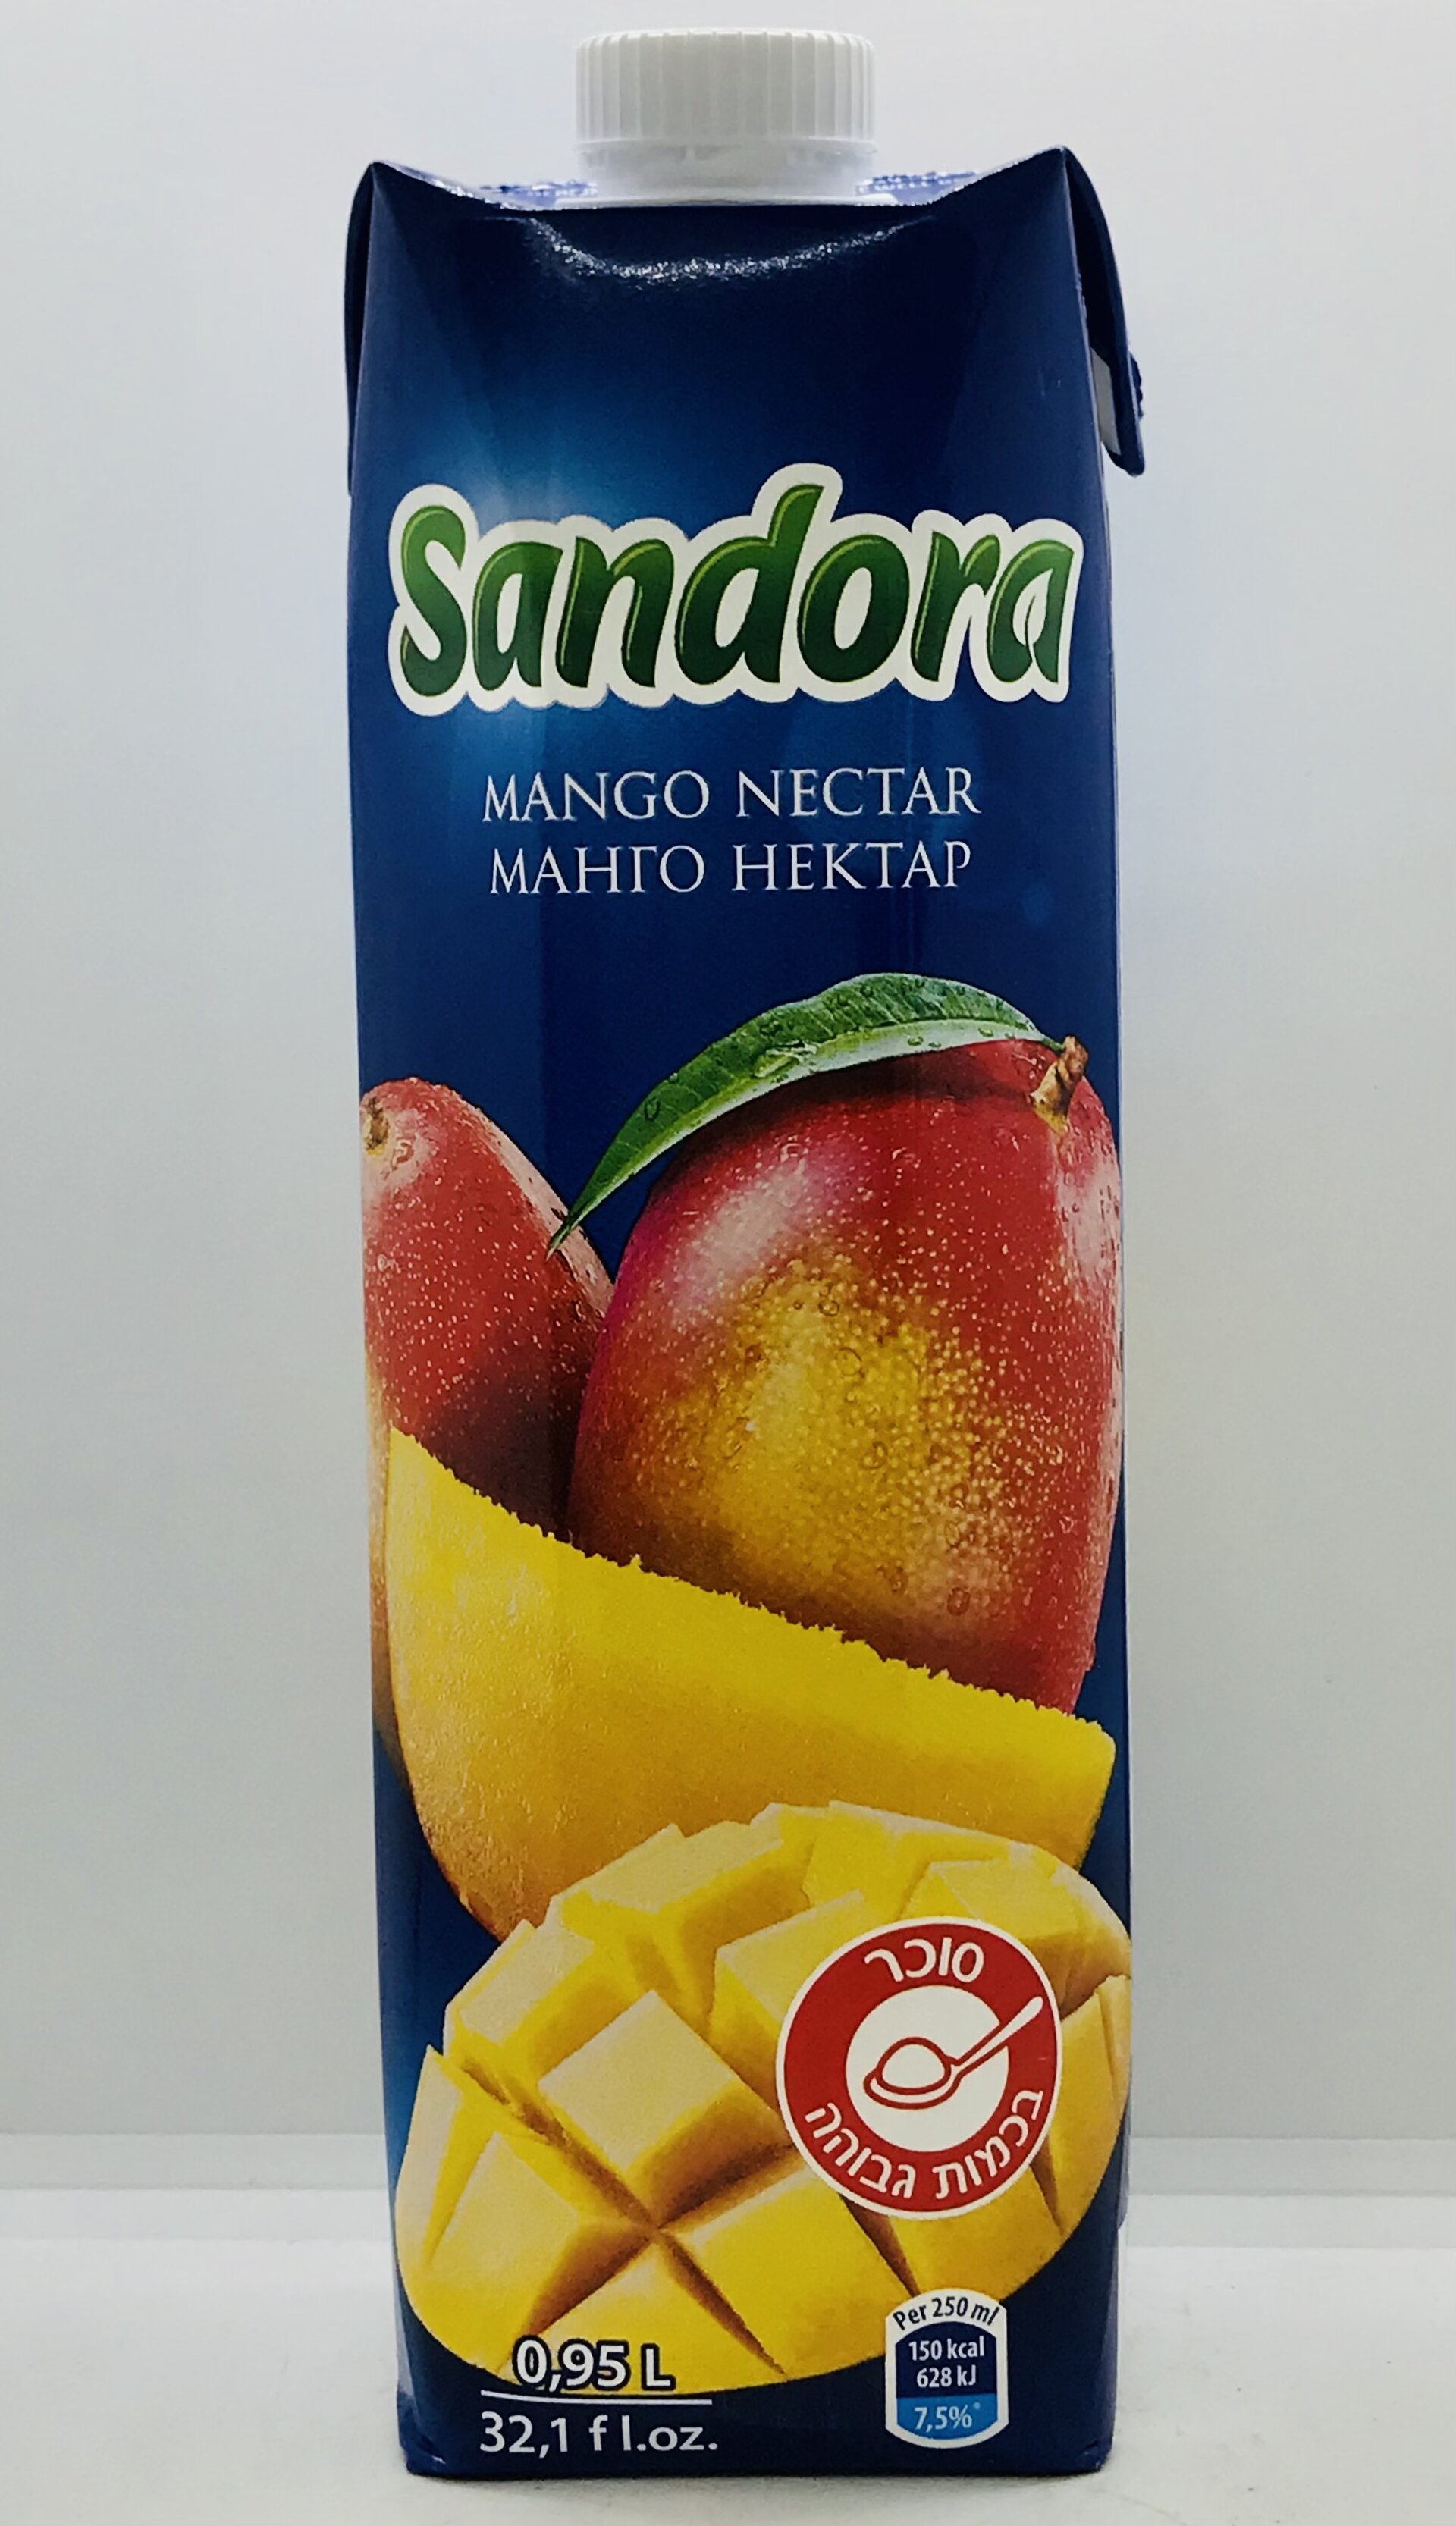 Sandora
MANGO NECTAR
МАНГО НЕКТАР
סוכר
בכמות גבוהה
Per 250 ml
150 kcal
628 kJ
7,5%*
0,95 L
32,1 f l.oz.